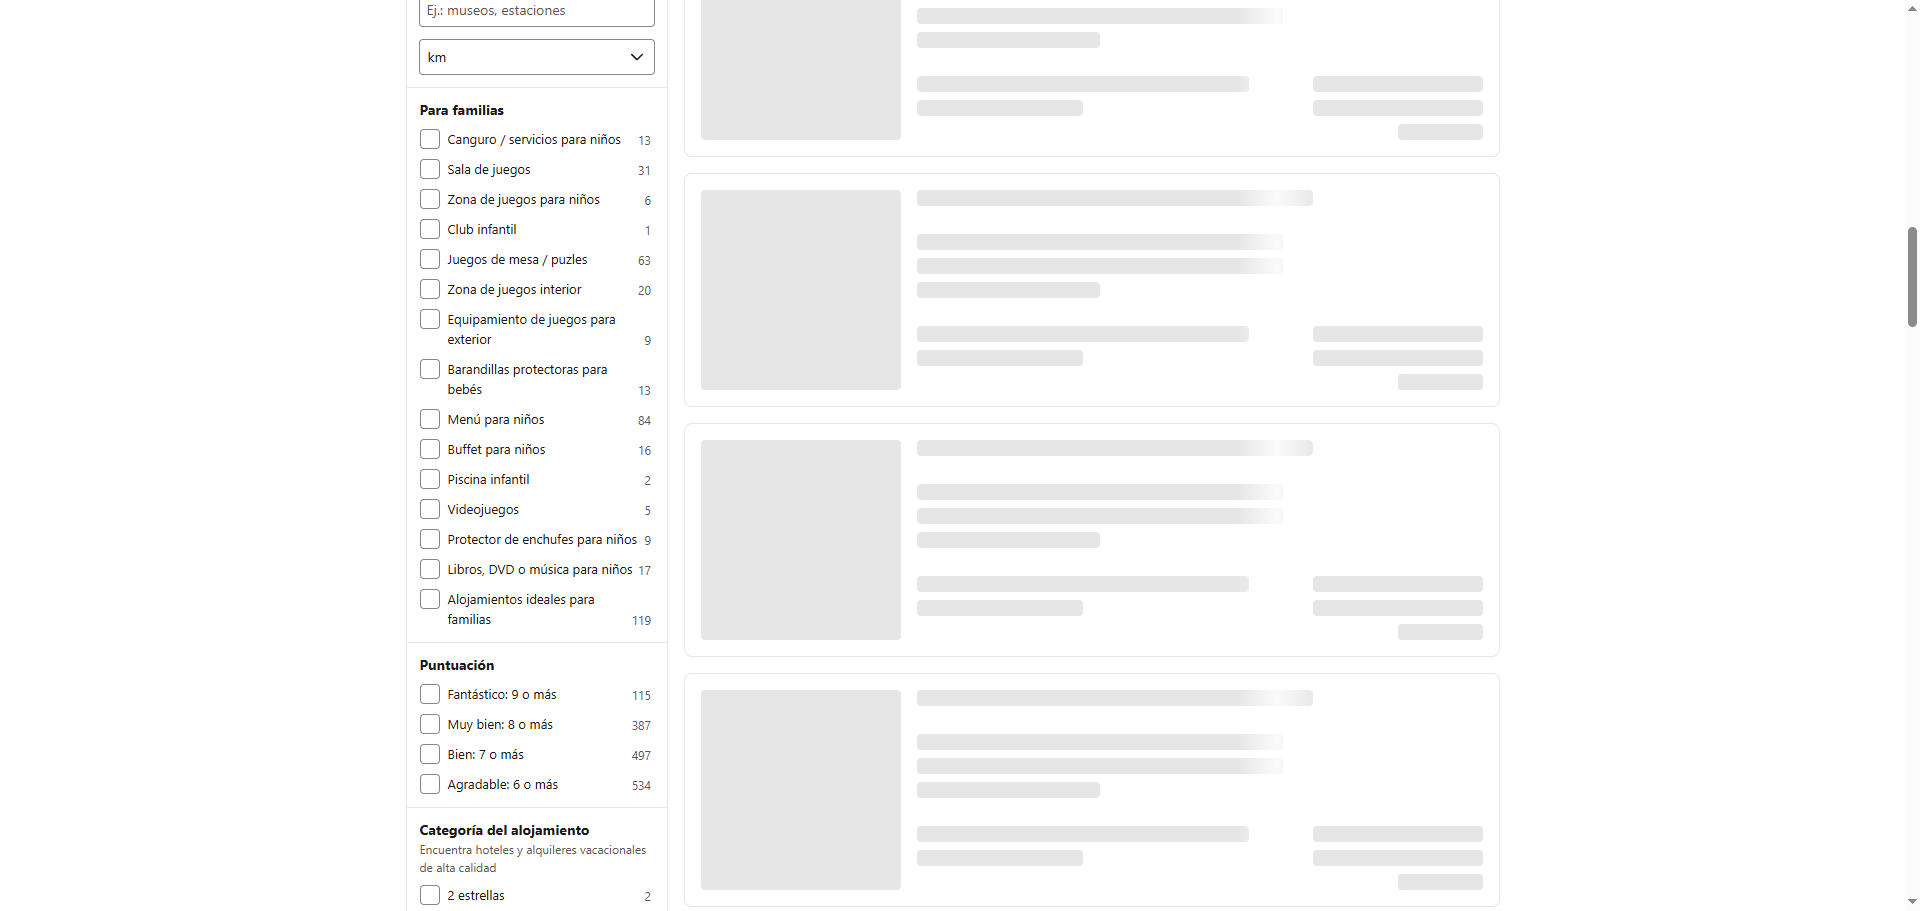 Ej.: museos, estaciones
km
Para familias
Canguro / servicios para niños 13
Sala de juegos 31
Zona de juegos para niños 6
Club infantil 1
Juegos de mesa / puzles 63
Zona de juegos interior 20
Equipamiento de juegos para
exterior 9
Barandillas protectoras para
bebés 13
Menú para niños 84
Buffet para niños 16
Piscina infantil 2
Videojuegos 5
Protector de enchufes para niños 9
Libros, DVD o música para niños 17
Alojamientos ideales para
familias 119
Puntuación
Fantástico: 9 o más 115
Muy bien: 8 o más 387
Bien: 7 o más 497
Agradable: 6 o más 534
Categoría del alojamiento
Encuentra hoteles y alquileres vacacionales
de alta calidad
2 estrellas 2